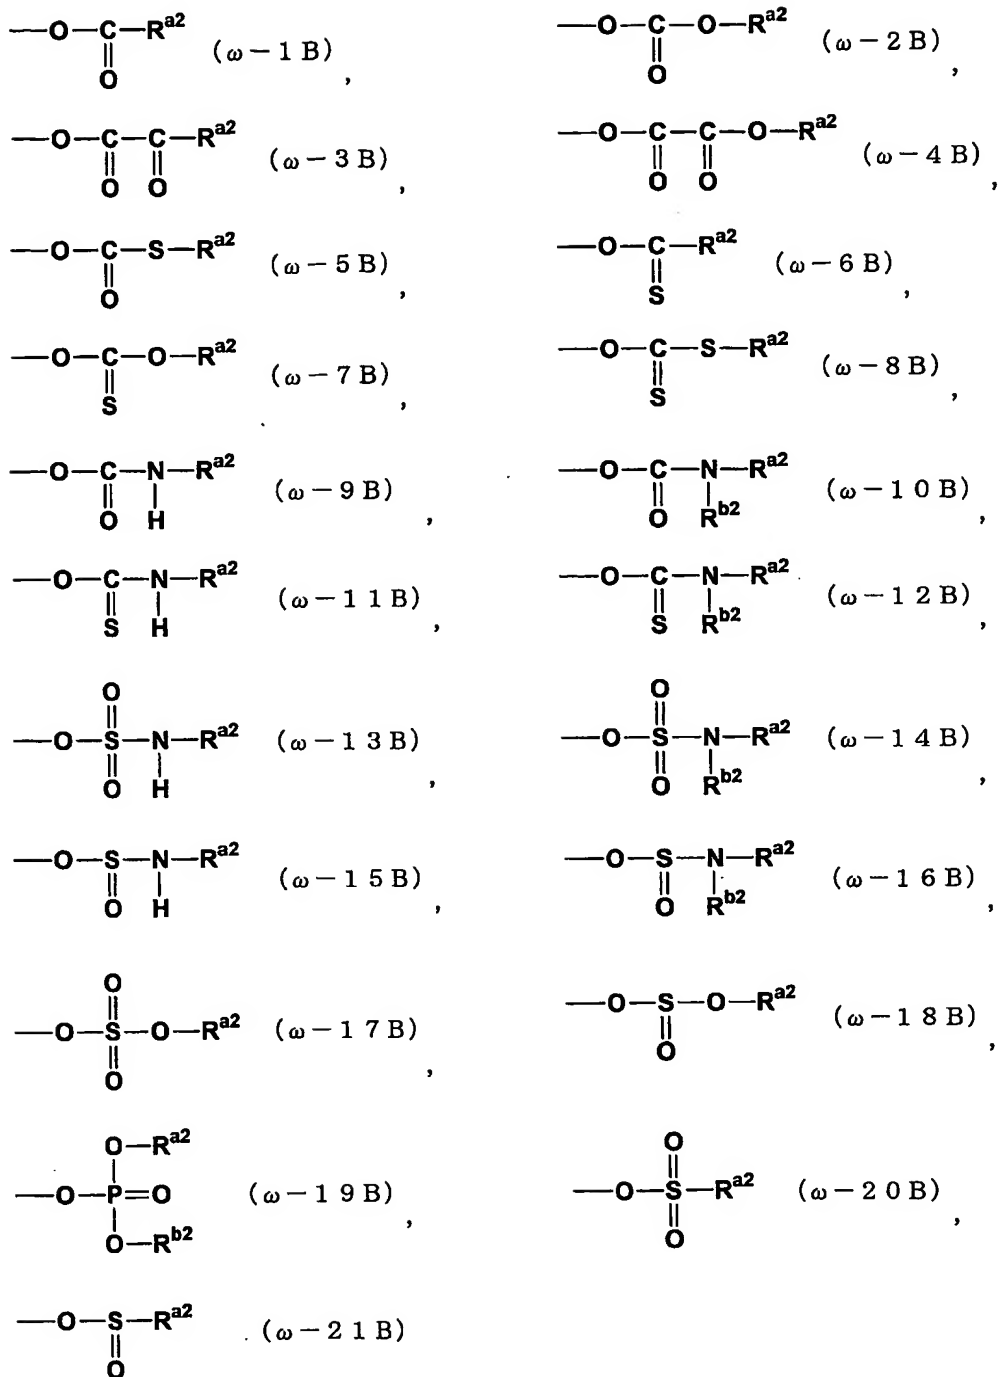 —O—C—R^a2 (ω−1B),
O
—O—C—O—R^a2 (ω−2B),
O
—O—C—C—R^a2 (ω−3B),
O O
—O—C—C—O—R^a2 (ω−4B),
O O
—O—C—S—R^a2 (ω−5B),
O
—O—C—R^a2 (ω−6B),
S
—O—C—O—R^a2 (ω−7B),
S
—O—C—S—R^a2 (ω−8B),
S
—O—C—N—R^a2 (ω−9B),
O H
—O—C—N—R^a2 (ω−10B),
O R^b2
—O—C—N—R^a2 (ω−11B),
S H
—O—C—N—R^a2 (ω−12B),
S R^b2
O
—O—S—N—R^a2 (ω−13B),
O H
O
—O—S—N—R^a2 (ω−14B),
O R^b2
—O—S—N—R^a2 (ω−15B),
O H
—O—S—N—R^a2 (ω−16B),
O R^b2
O
—O—S—O—R^a2 (ω−17B),
O
—O—S—O—R^a2 (ω−18B),
O
O—R^a2
—O—P=O (ω−19B),
O—R^b2
O
—O—S—R^a2 (ω−20B),
O
—O—S—R^a2 (ω−21B)
O